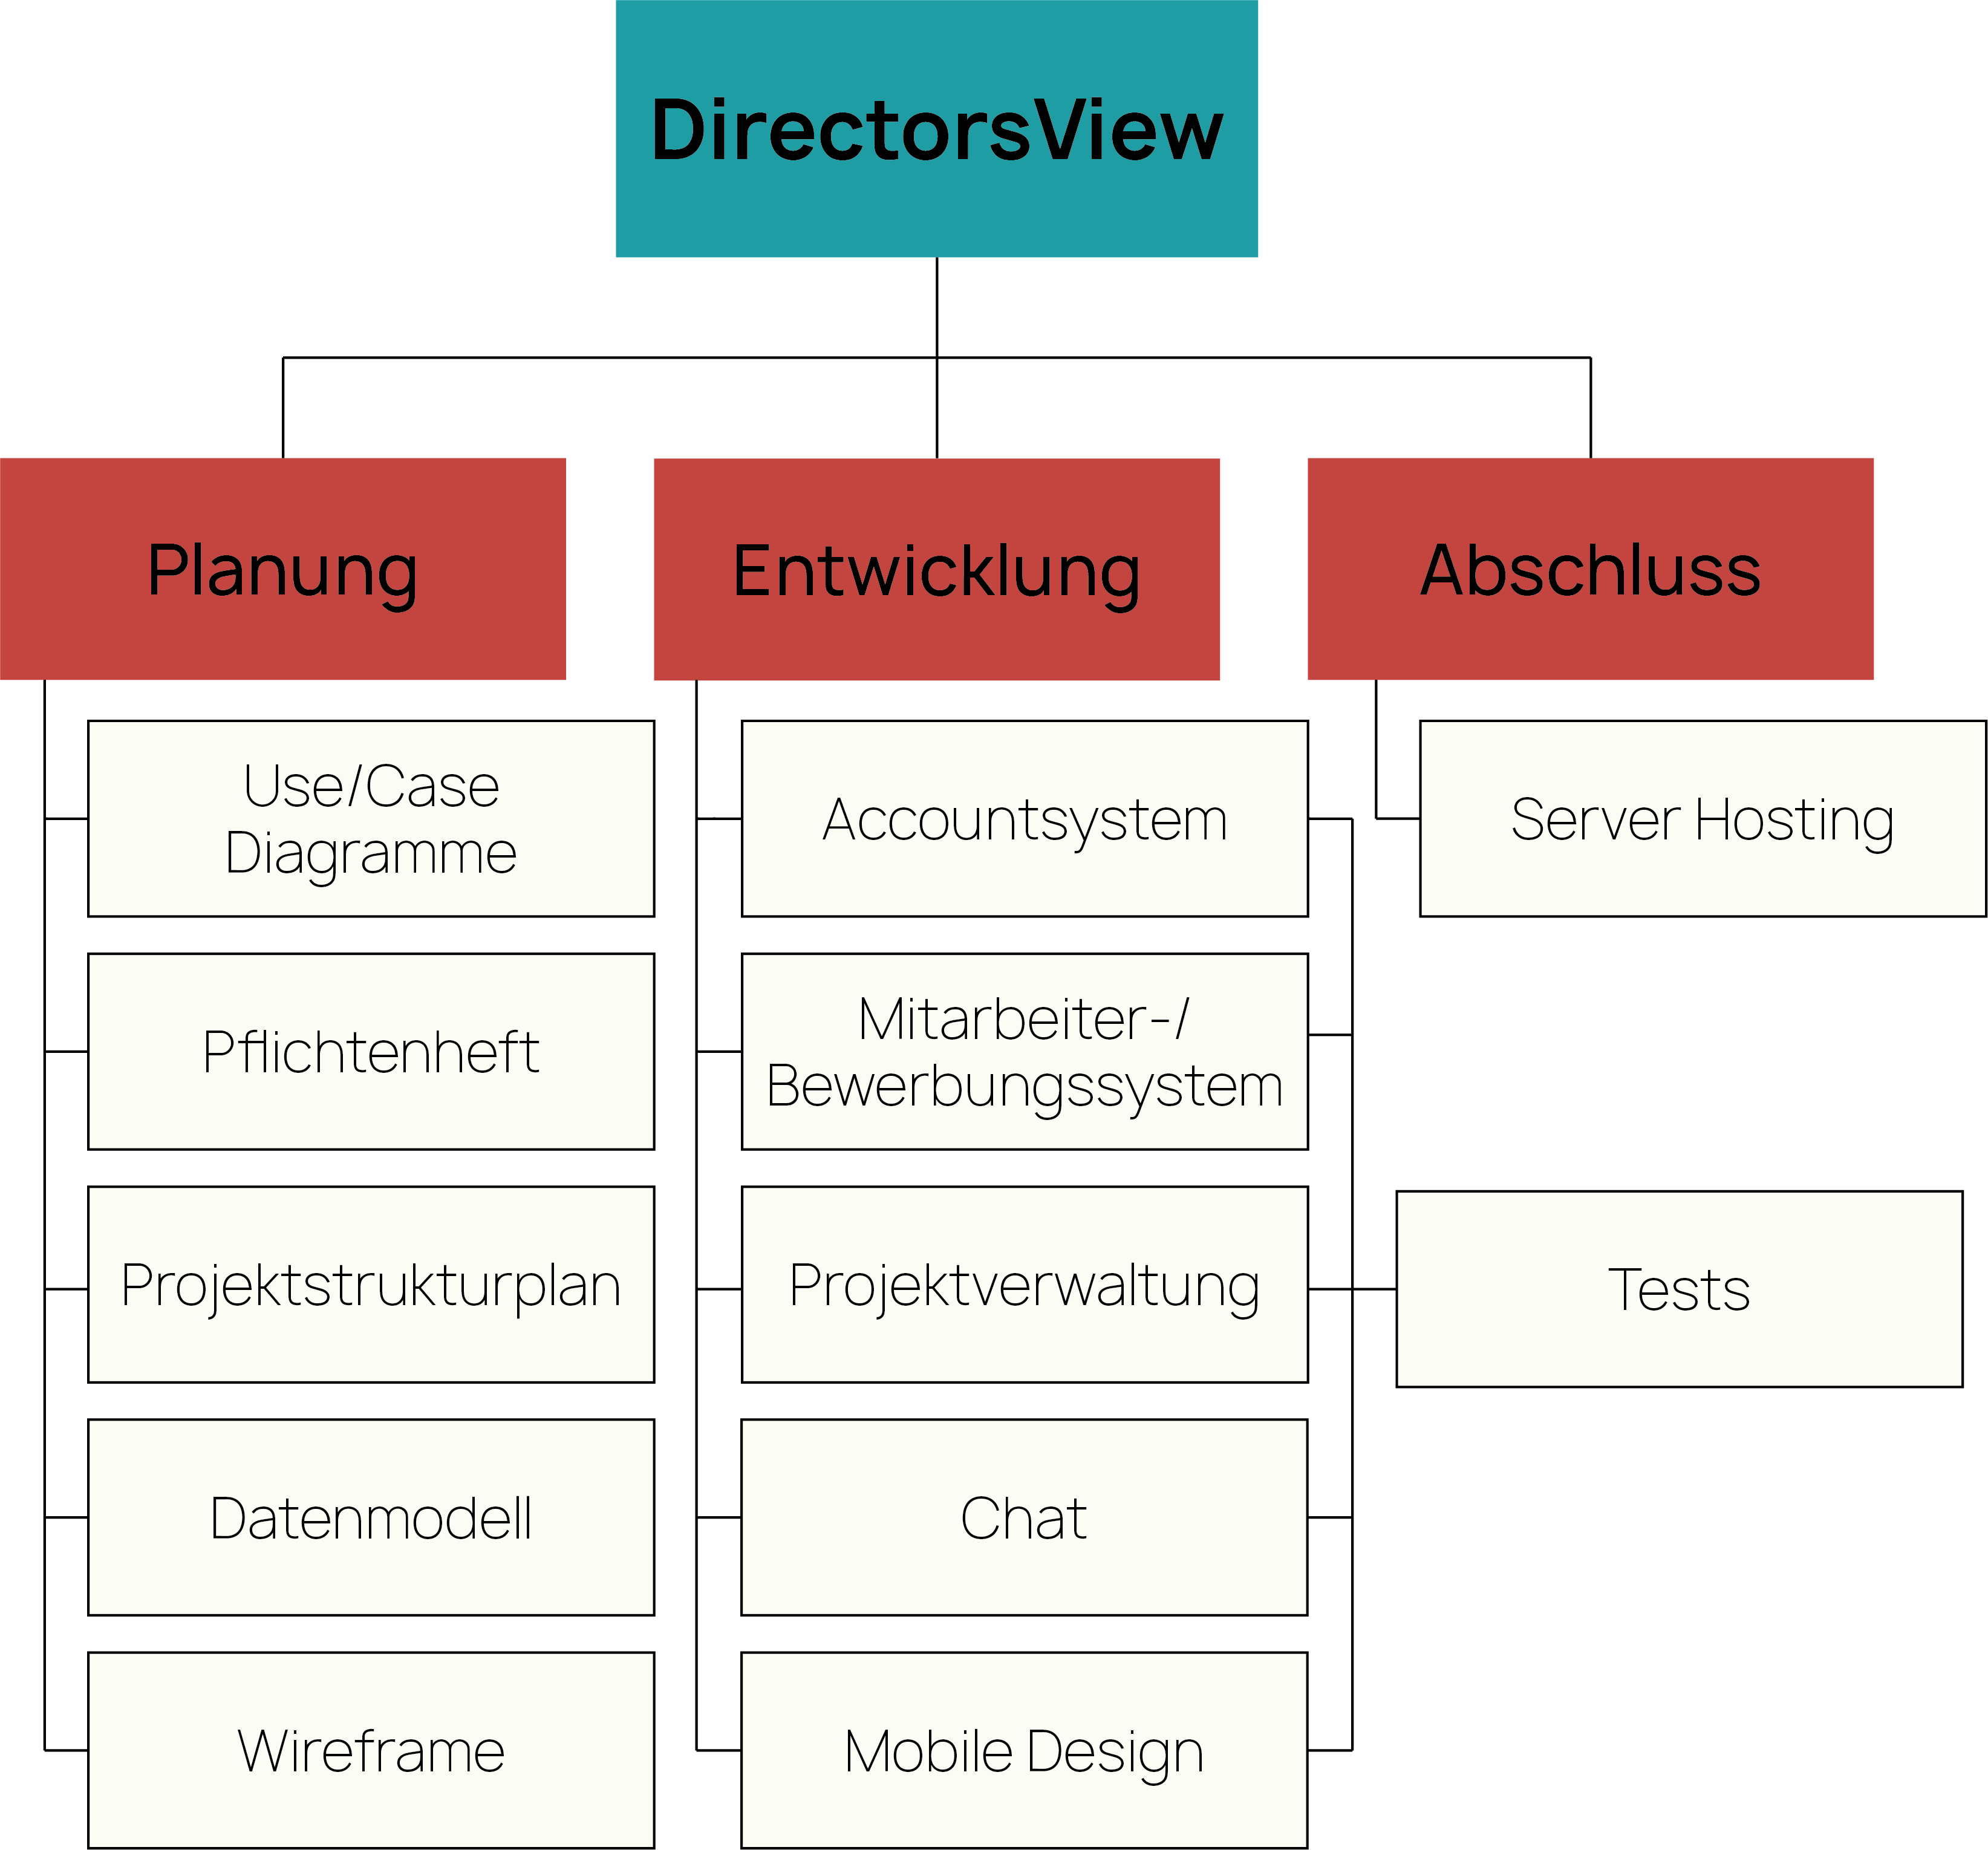 DirectorsView
Planung
Entwicklung
Abschluss
Use/Case
Diagramme
Pflichtenheft
Projektstrukturplan
Datenmodell
Wireframe
Accountsystem
Mitarbeiter-/
Bewerbungssystem
Projektverwaltung
Chat
Mobile Design
Server Hosting
Tests